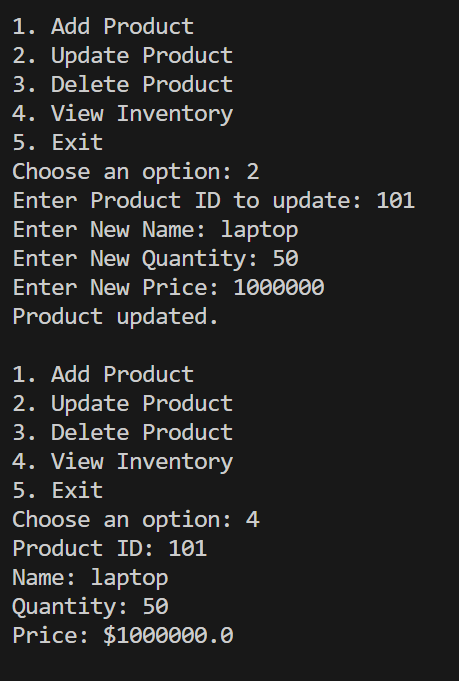 1. Add Product
2. Update Product
3. Delete Product
4. View Inventory
5. Exit
Choose an option: 2
Enter Product ID to update: 101
Enter New Name: laptop
Enter New Quantity: 50
Enter New Price: 1000000
Product updated.

1. Add Product
2. Update Product
3. Delete Product
4. View Inventory
5. Exit
Choose an option: 4
Product ID: 101
Name: laptop
Quantity: 50
Price: $1000000.0